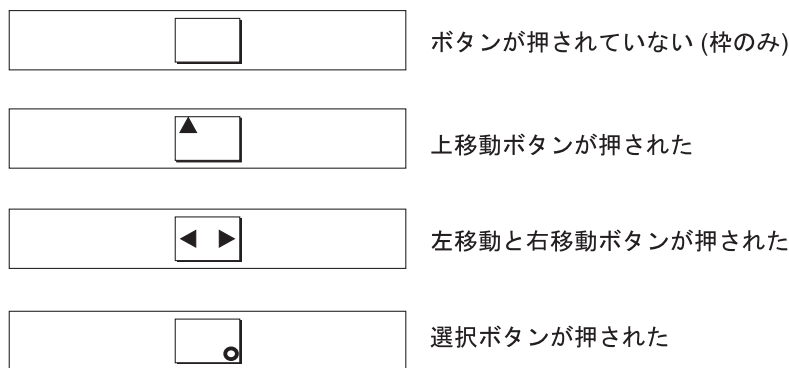 ボタンが押されていない (枠のみ)
上移動ボタンが押された
左移動と右移動ボタンが押された
選択ボタンが押された